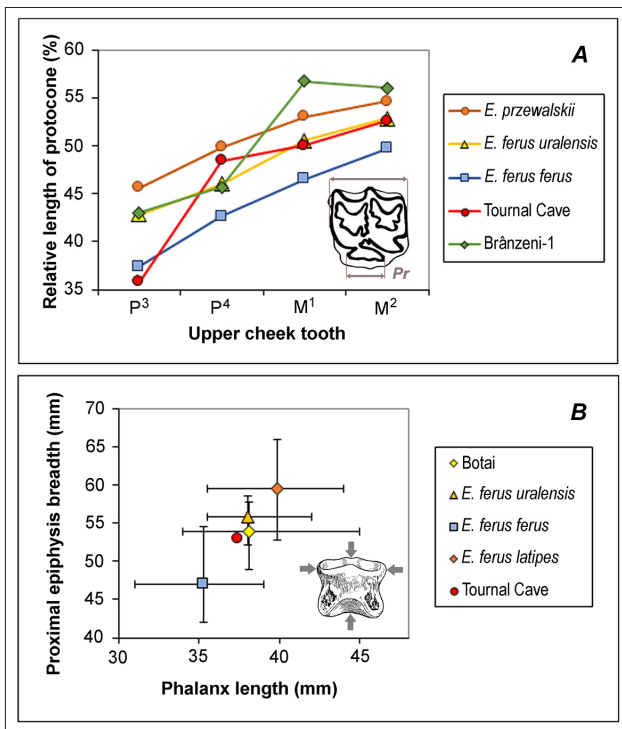 A
Relative length of protocone (%)
60
55
50
45
40
35
P³
P⁴
M¹
M²
Upper cheek tooth
Pr
E. przewalskii
E. ferus uralensis
E. ferus ferus
Tournal Cave
Brânzeni-1
B
Proximal epiphysis breadth (mm)
70
65
60
55
50
45
40
30
35
40
45
Phalanx length (mm)
Botai
E. ferus uralensis
E. ferus ferus
E. ferus latipes
Tournal Cave